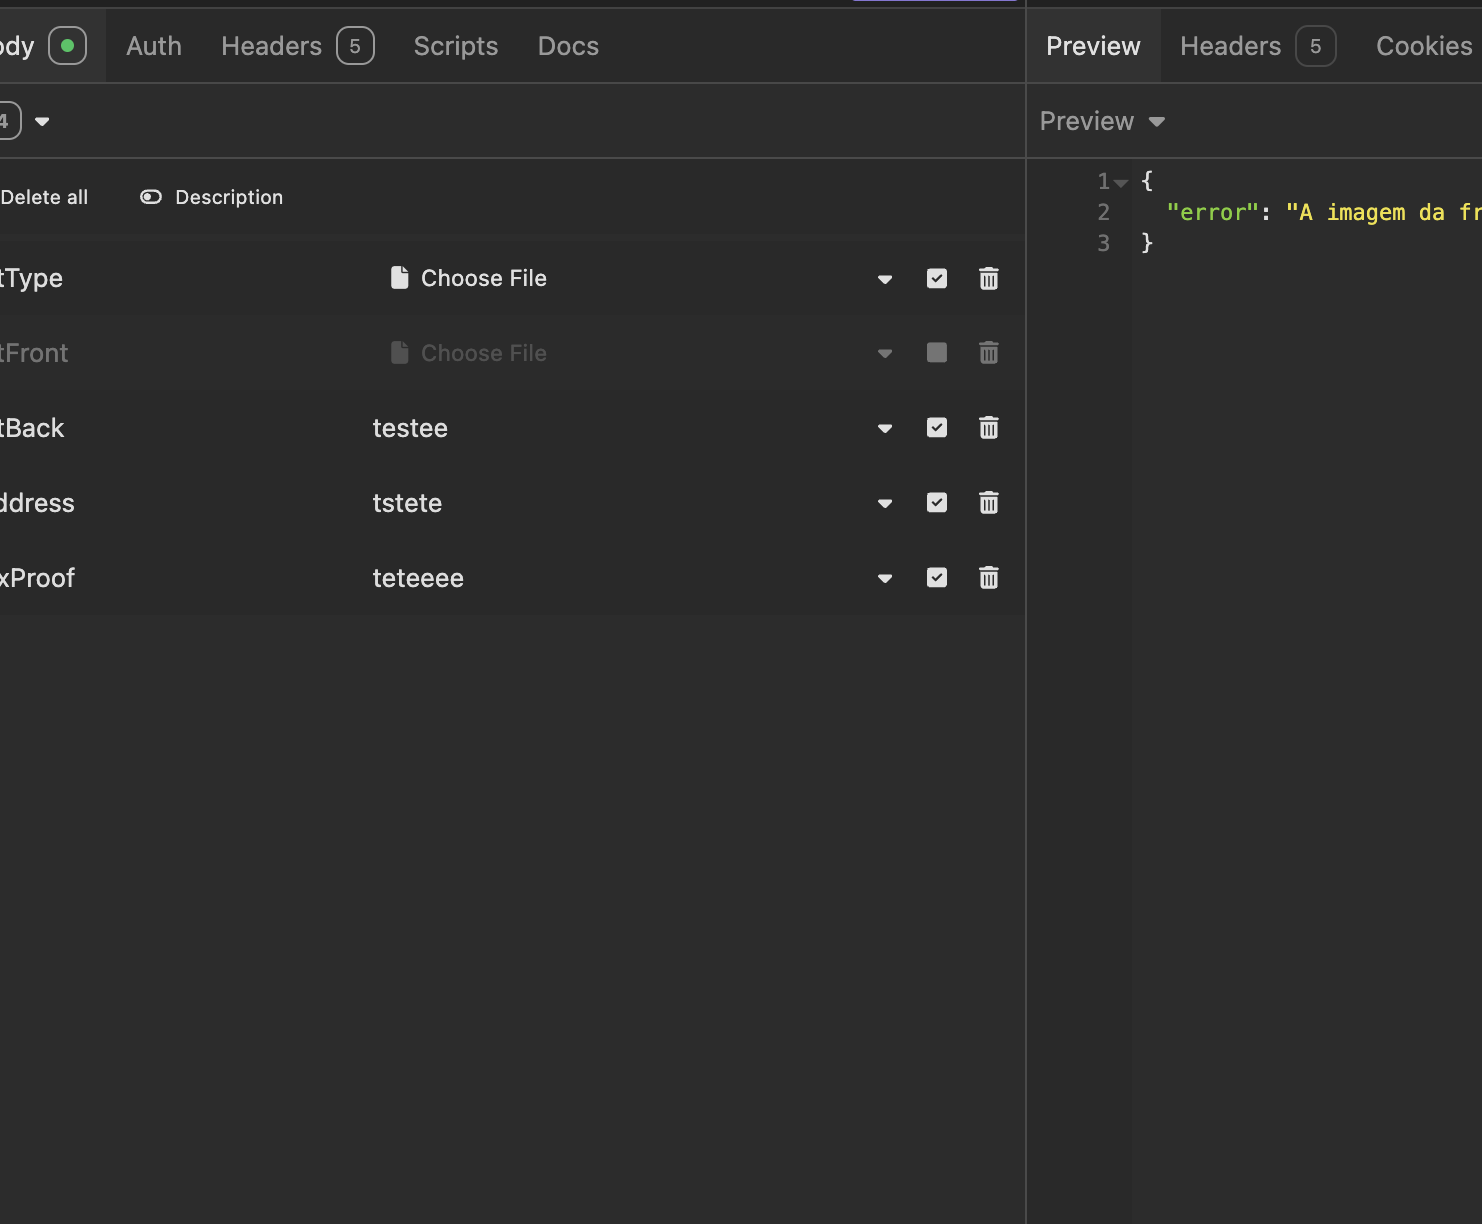 ody Auth Headers 5 Scripts Docs
4
Delete all Description
tType Choose File
tFront Choose File
tBack testee
ddress tstete
xProof teteeee
Preview Headers 5 Cookies
Preview
1 {
2 "error": "A imagem da fr
3 }